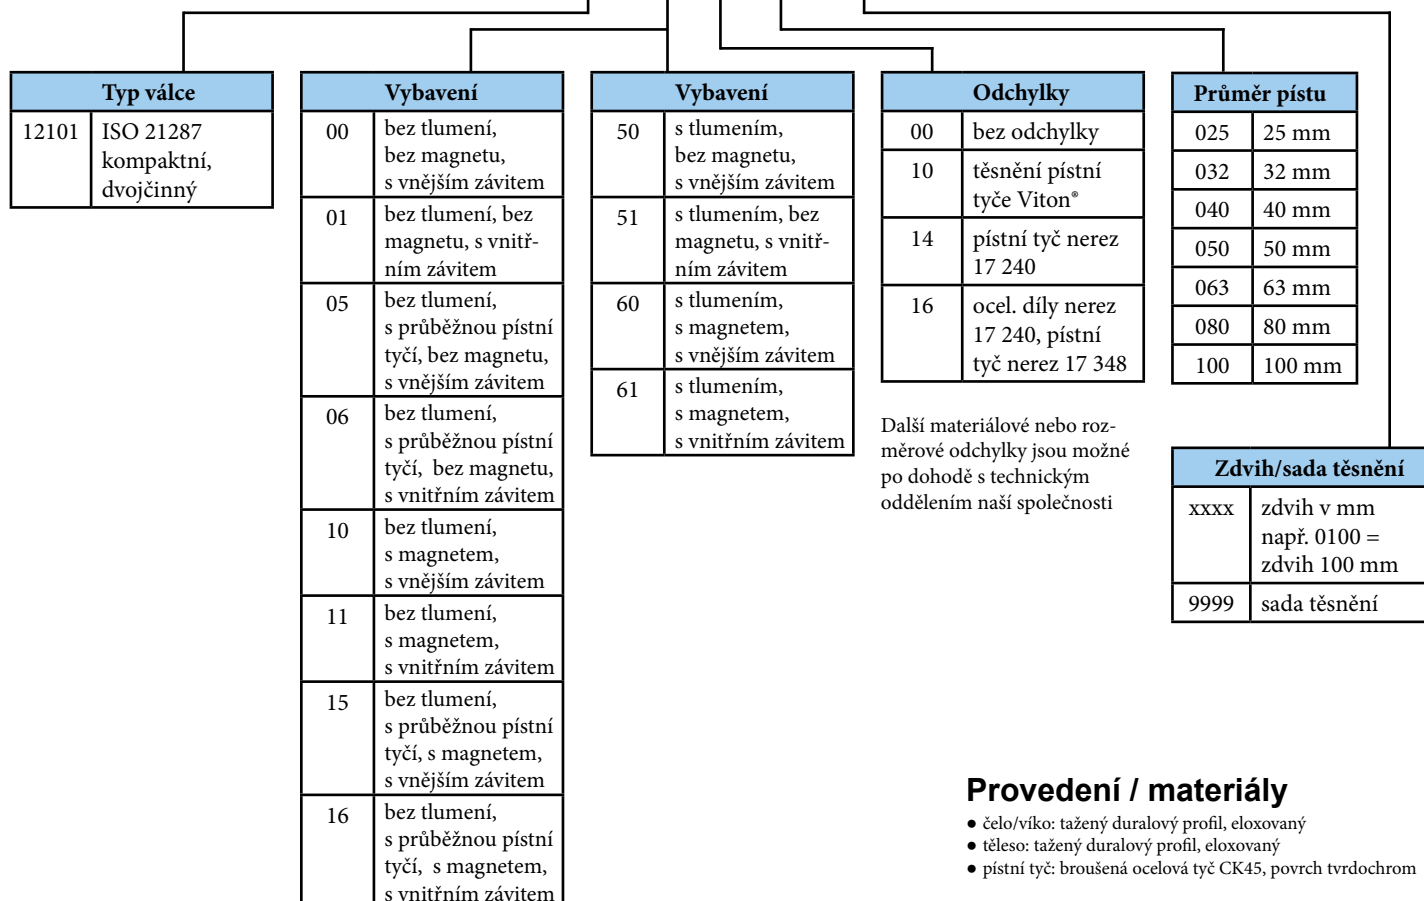 Typ válce
12101 ISO 21287
kompaktní,
dvojčinný
Vybavení
00 bez tlumení,
bez magnetu,
s vnějším závitem
01 bez tlumení, bez
magnetu, s vnitř-
ním závitem
05 bez tlumení,
s průběžnou pístní
tyčí, bez magnetu,
s vnějším závitem
06 bez tlumení,
s průběžnou pístní
tyčí, bez magnetu,
s vnitřním závitem
10 bez tlumení,
s magnetem,
s vnějším závitem
11 bez tlumení,
s magnetem,
s vnitřním závitem
15 bez tlumení,
s průběžnou pístní
tyčí, s magnetem,
s vnějším závitem
16 bez tlumení,
s průběžnou pístní
tyčí, s magnetem,
s vnitřním závitem
Vybavení
50 s tlumením,
bez magnetu,
s vnějším závitem
51 s tlumením, bez
magnetu, s vnitř-
ním závitem
60 s tlumením,
s magnetem,
s vnějším závitem
61 s tlumením,
s magnetem,
s vnitřním závitem
Odchylky
00 bez odchylky
10 těsnění pístní
tyče Viton®
14 pístní tyč nerez
17 240
16 ocel. díly nerez
17 240, pístní
tyč nerez 17 348
Další materiálové nebo roz-
měrové odchylky jsou možné
po dohodě s technickým
oddělením naší společnosti
Průměr pístu
025 25 mm
032 32 mm
040 40 mm
050 50 mm
063 63 mm
080 80 mm
100 100 mm
Zdvih/sada těsnění
xxxx zdvih v mm
např. 0100 =
zdvih 100 mm
9999 sada těsnění
Provedení / materiály
● čelo/víko: tažený duralový profil, eloxovaný
● těleso: tažený duralový profil, eloxovaný
● pístní tyč: broušená ocelová tyč CK45, povrch tvrdochrom